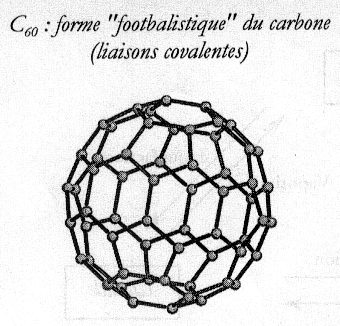 C₆₀ : forme "footbalistique" du carbone
(liaisons covalentes)